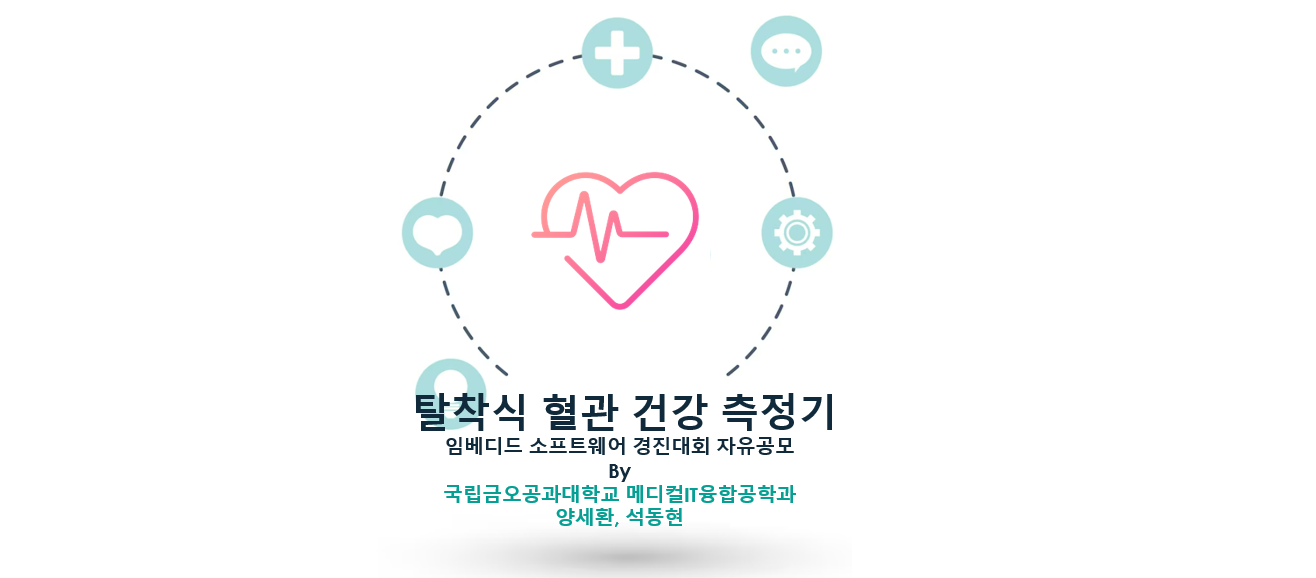 탈착식 혈관 건강 측정기
임베디드 소프트웨어 경진대회 자유공모
By
국립금오공과대학교 메디컬IT융합공학과
양세환, 석동현